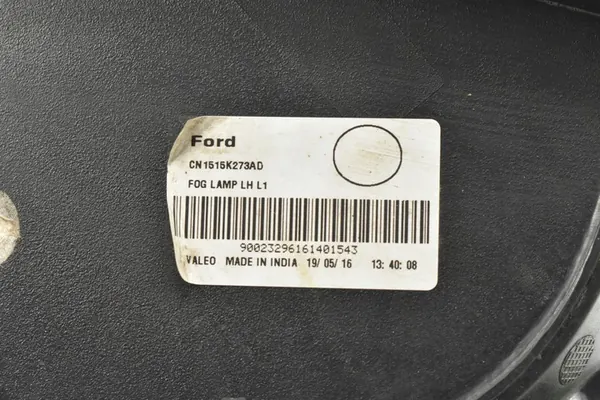 Ford
CN1515K273AD
FOG LAMP LH L1
90023296161401543
VALEO MADE IN INDIA 19/05/16 13:40:08